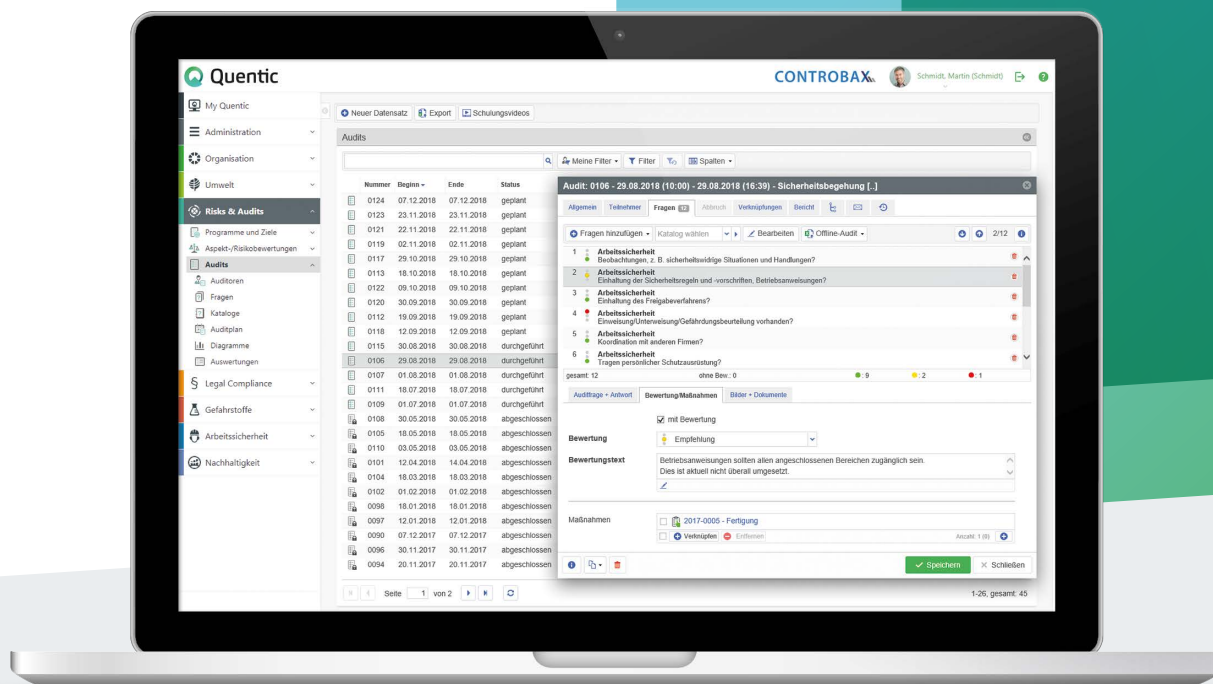 Quentic
CONTROBAX
Schmidt, Martin (Schmidt)
My Quentic
Administration
Organisation
Umwelt
Risks & Audits
Programme und Ziele
Aspekt-/Risikobewertungen
Audits
Auditoren
Fragen
Kataloge
Auditplan
Diagramme
Auswertungen
Legal Compliance
Gefahrstoffe
Arbeitssicherheit
Nachhaltigkeit
Neuer Datensatz Export Schulungsvideos
Audits
Meine Filter Filter Spalten
Nummer Beginn Ende Status
0124 07.12.2018 07.12.2018 geplant
0123 23.11.2018 23.11.2018 geplant
0121 22.11.2018 22.11.2018 geplant
0119 02.11.2018 02.11.2018 geplant
0117 29.10.2018 29.10.2018 geplant
0113 18.10.2018 18.10.2018 geplant
0122 09.10.2018 09.10.2018 geplant
0120 30.09.2018 30.09.2018 geplant
0112 19.09.2018 19.09.2018 geplant
0118 12.09.2018 12.09.2018 geplant
0115 30.08.2018 30.08.2018 durchgeführt
0106 29.08.2018 29.08.2018 durchgeführt
0107 01.08.2018 01.08.2018 durchgeführt
0111 18.07.2018 18.07.2018 durchgeführt
0109 01.07.2018 01.07.2018 durchgeführt
0108 30.05.2018 30.05.2018 abgeschlossen
0105 18.05.2018 18.05.2018 abgeschlossen
0110 03.05.2018 03.05.2018 abgeschlossen
0101 12.04.2018 14.04.2018 abgeschlossen
0104 18.03.2018 18.03.2018 abgeschlossen
0102 01.02.2018 01.02.2018 abgeschlossen
0098 18.01.2018 18.01.2018 abgeschlossen
0097 12.01.2018 12.01.2018 abgeschlossen
0090 07.12.2017 07.12.2017 abgeschlossen
0096 30.11.2017 30.11.2017 abgeschlossen
0094 20.11.2017 20.11.2017 abgeschlossen
Seite 1 von 2
1-26, gesamt: 45
Audit: 0106 - 29.08.2018 (10:00) - 29.08.2018 (16:39) - Sicherheitsbegehung [..]
Allgemein Teilnehmer Fragen 12 Abbruch Verknüpfungen Bericht
Fragen hinzufügen Katalog wählen Bearbeiten Offline-Audit 2/12
1 Arbeitssicherheit
Beobachtungen, z. B. sicherheitswidrige Situationen und Handlungen?
2 Arbeitssicherheit
Einhaltung der Sicherheitsregeln und -vorschriften, Betriebsanweisungen?
3 Arbeitssicherheit
Einhaltung des Freigabeverfahrens?
4 Arbeitssicherheit
Einweisung/Unterweisung/Gefährdungsbeurteilung vorhanden?
5 Arbeitssicherheit
Koordination mit anderen Firmen?
6 Arbeitssicherheit
Tragen persönlicher Schutzausrüstung?
gesamt: 12 ohne Bew.: 0 : 9 : 2 : 1
Auditfrage + Antwort Bewertung/Maßnahmen Bilder + Dokumente
mit Bewertung
Bewertung Empfehlung
Bewertungstext Betriebsanweisungen sollten allen angeschlossenen Bereichen zugänglich sein.
Dies ist aktuell nicht überall umgesetzt.
Maßnahmen 2017-0005 - Fertigung
Verknüpfen Entfernen Anzahl: 1 (0)
Speichern Schließen